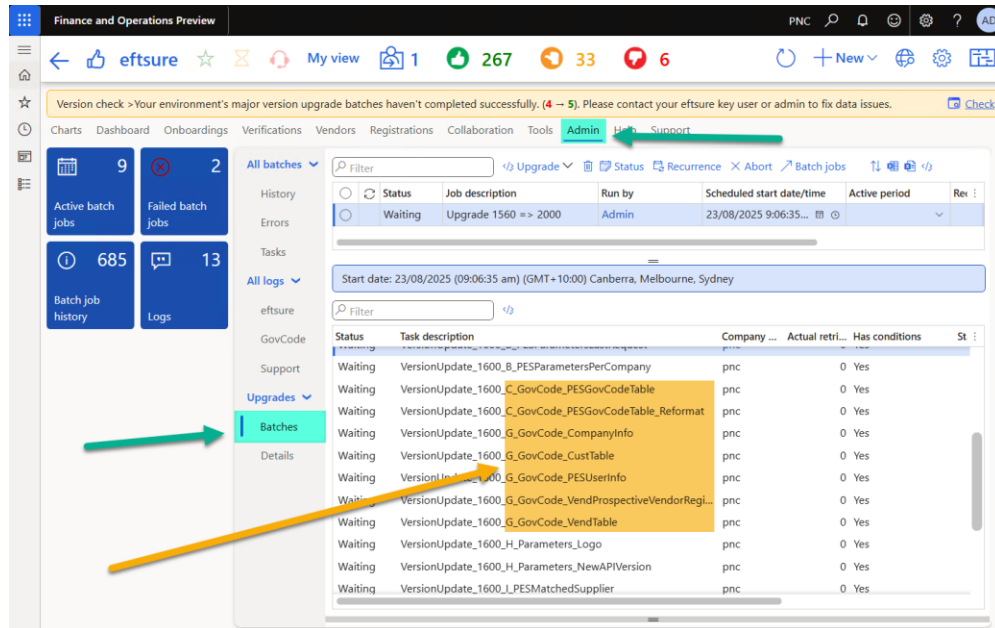 Finance and Operations Preview
PNC
?
AD
eftsure
My view
1
267
33
6
New
Version check >Your environment's major version upgrade batches haven't completed successfully. (4 → 5). Please contact your eftsure key user or admin to fix data issues.
Check
Charts Dashboard Onboardings Verifications Vendors Registrations Collaboration Tools Admin Help Support
9
Active batch
jobs
2
Failed batch
jobs
685
Batch job
history
13
Logs
All batches
History
Errors
Tasks
All logs
eftsure
GovCode
Support
Upgrades
Batches
Details
Filter
Upgrade
Status
Recurrence
Abort
Batch jobs
Status Job description Run by Scheduled start date/time Active period Rec
Waiting Upgrade 1560 => 2000 Admin 23/08/2025 9:06:35...
Start date: 23/08/2025 (09:06:35 am) (GMT+10:00) Canberra, Melbourne, Sydney
Filter
Status Task description Company ... Actual retri... Has conditions St
Waiting VersionUpdate_1600_B_PESParametersPerCompany pnc 0 Yes
Waiting VersionUpdate_1600_C_GovCode_PESGovCodeTable pnc 0 Yes
Waiting VersionUpdate_1600_C_GovCode_PESGovCodeTable_Reformat pnc 0 Yes
Waiting VersionUpdate_1600_G_GovCode_CompanyInfo pnc 0 Yes
Waiting VersionUpdate_1600_G_GovCode_CustTable pnc 0 Yes
Waiting VersionUpdate_1600_G_GovCode_PESUserInfo pnc 0 Yes
Waiting VersionUpdate_1600_G_GovCode_VendProspectiveVendorRegi... pnc 0 Yes
Waiting VersionUpdate_1600_G_GovCode_VendTable pnc 0 Yes
Waiting VersionUpdate_1600_H_Parameters_Logo pnc 0 Yes
Waiting VersionUpdate_1600_H_Parameters_NewAPIVersion pnc 0 Yes
Waiting VersionUpdate_1600_I_PESMatchedSupplier pnc 0 Yes